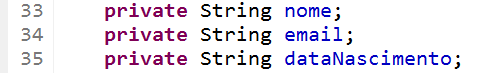 33 private String nome;
34 private String email;
35 private String dataNascimento;